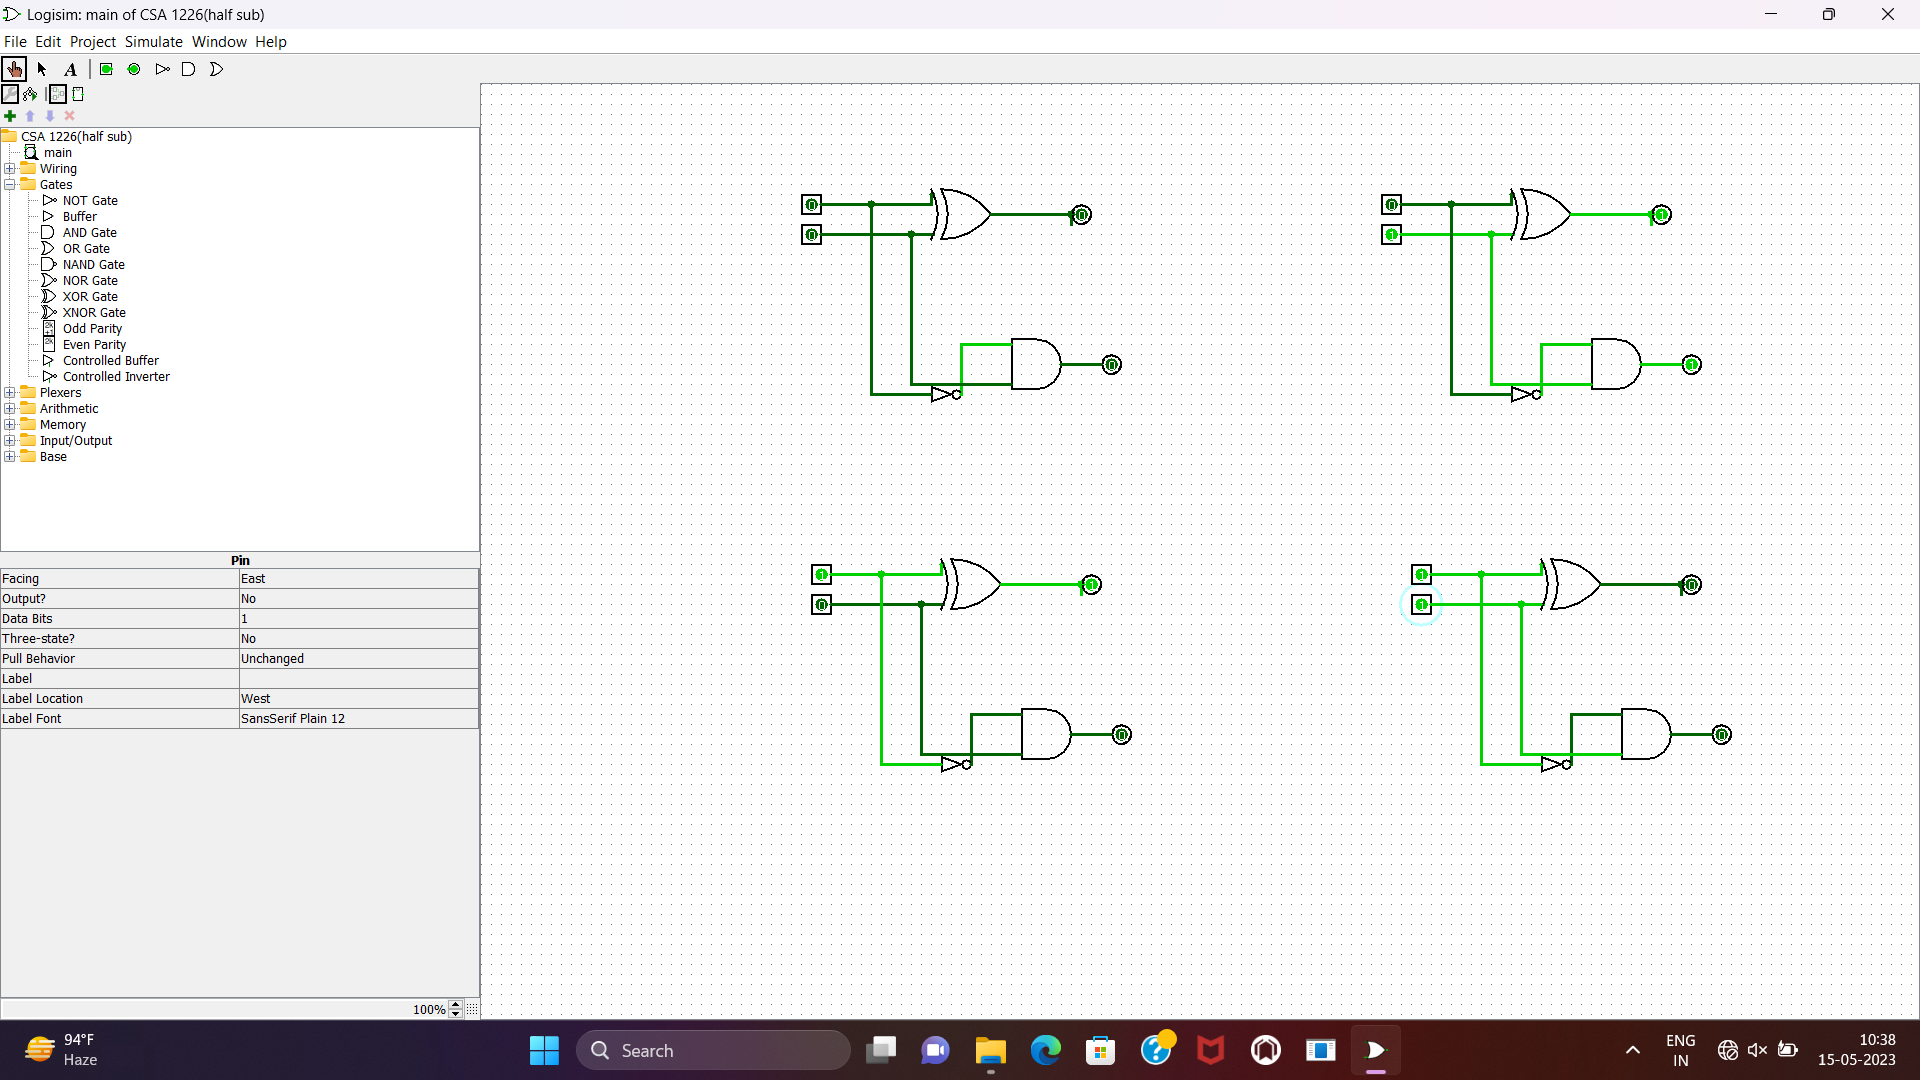 Logisim: main of CSA 1226(half sub)
File Edit Project Simulate Window Help
A
CSA 1226(half sub)
main
Wiring
Gates
NOT Gate
Buffer
AND Gate
OR Gate
NAND Gate
NOR Gate
XOR Gate
XNOR Gate
Odd Parity
Even Parity
Controlled Buffer
Controlled Inverter
Plexers
Arithmetic
Memory
Input/Output
Base
0 0 0 1
0 1
0 1
1 1 1 0
0 1
0 0
Pin
Facing East
Output? No
Data Bits 1
Three-state? No
Pull Behavior Unchanged
Label
Label Location West
Label Font SansSerif Plain 12
100%
94°F
Haze
Search
ENG
IN
10:38
15-05-2023